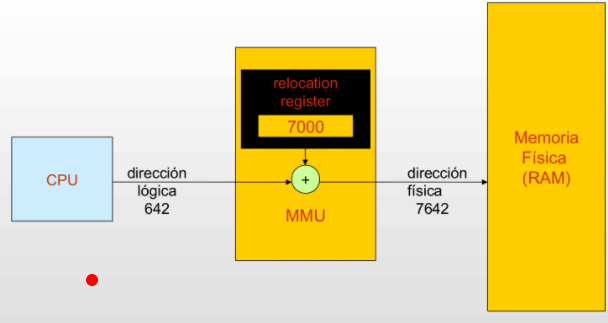 relocation
register
7000
CPU
dirección
lógica
642
+
MMU
dirección
física
7642
Memoria
Física
(RAM)